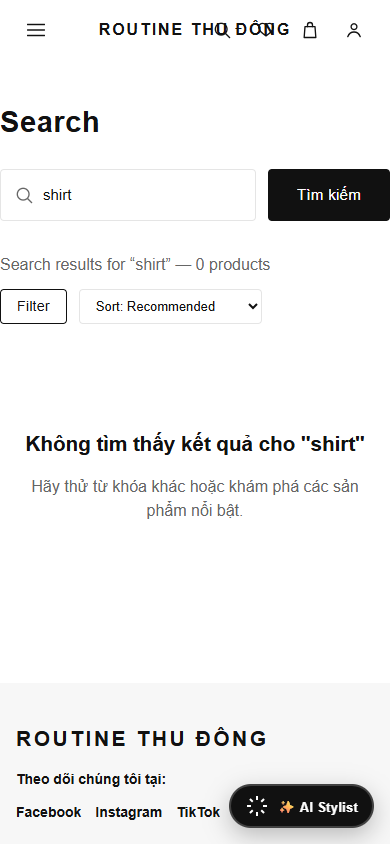 ROUTINE THU ĐÔNG
Search
shirt
Tìm kiếm
Search results for “shirt” — 0 products
Filter
Sort: Recommended
Không tìm thấy kết quả cho "shirt"
Hãy thử từ khóa khác hoặc khám phá các sản
phẩm nổi bật.
ROUTINE THU ĐÔNG
Theo dõi chúng tôi tại:
Facebook Instagram TikTok
✨ AI Stylist